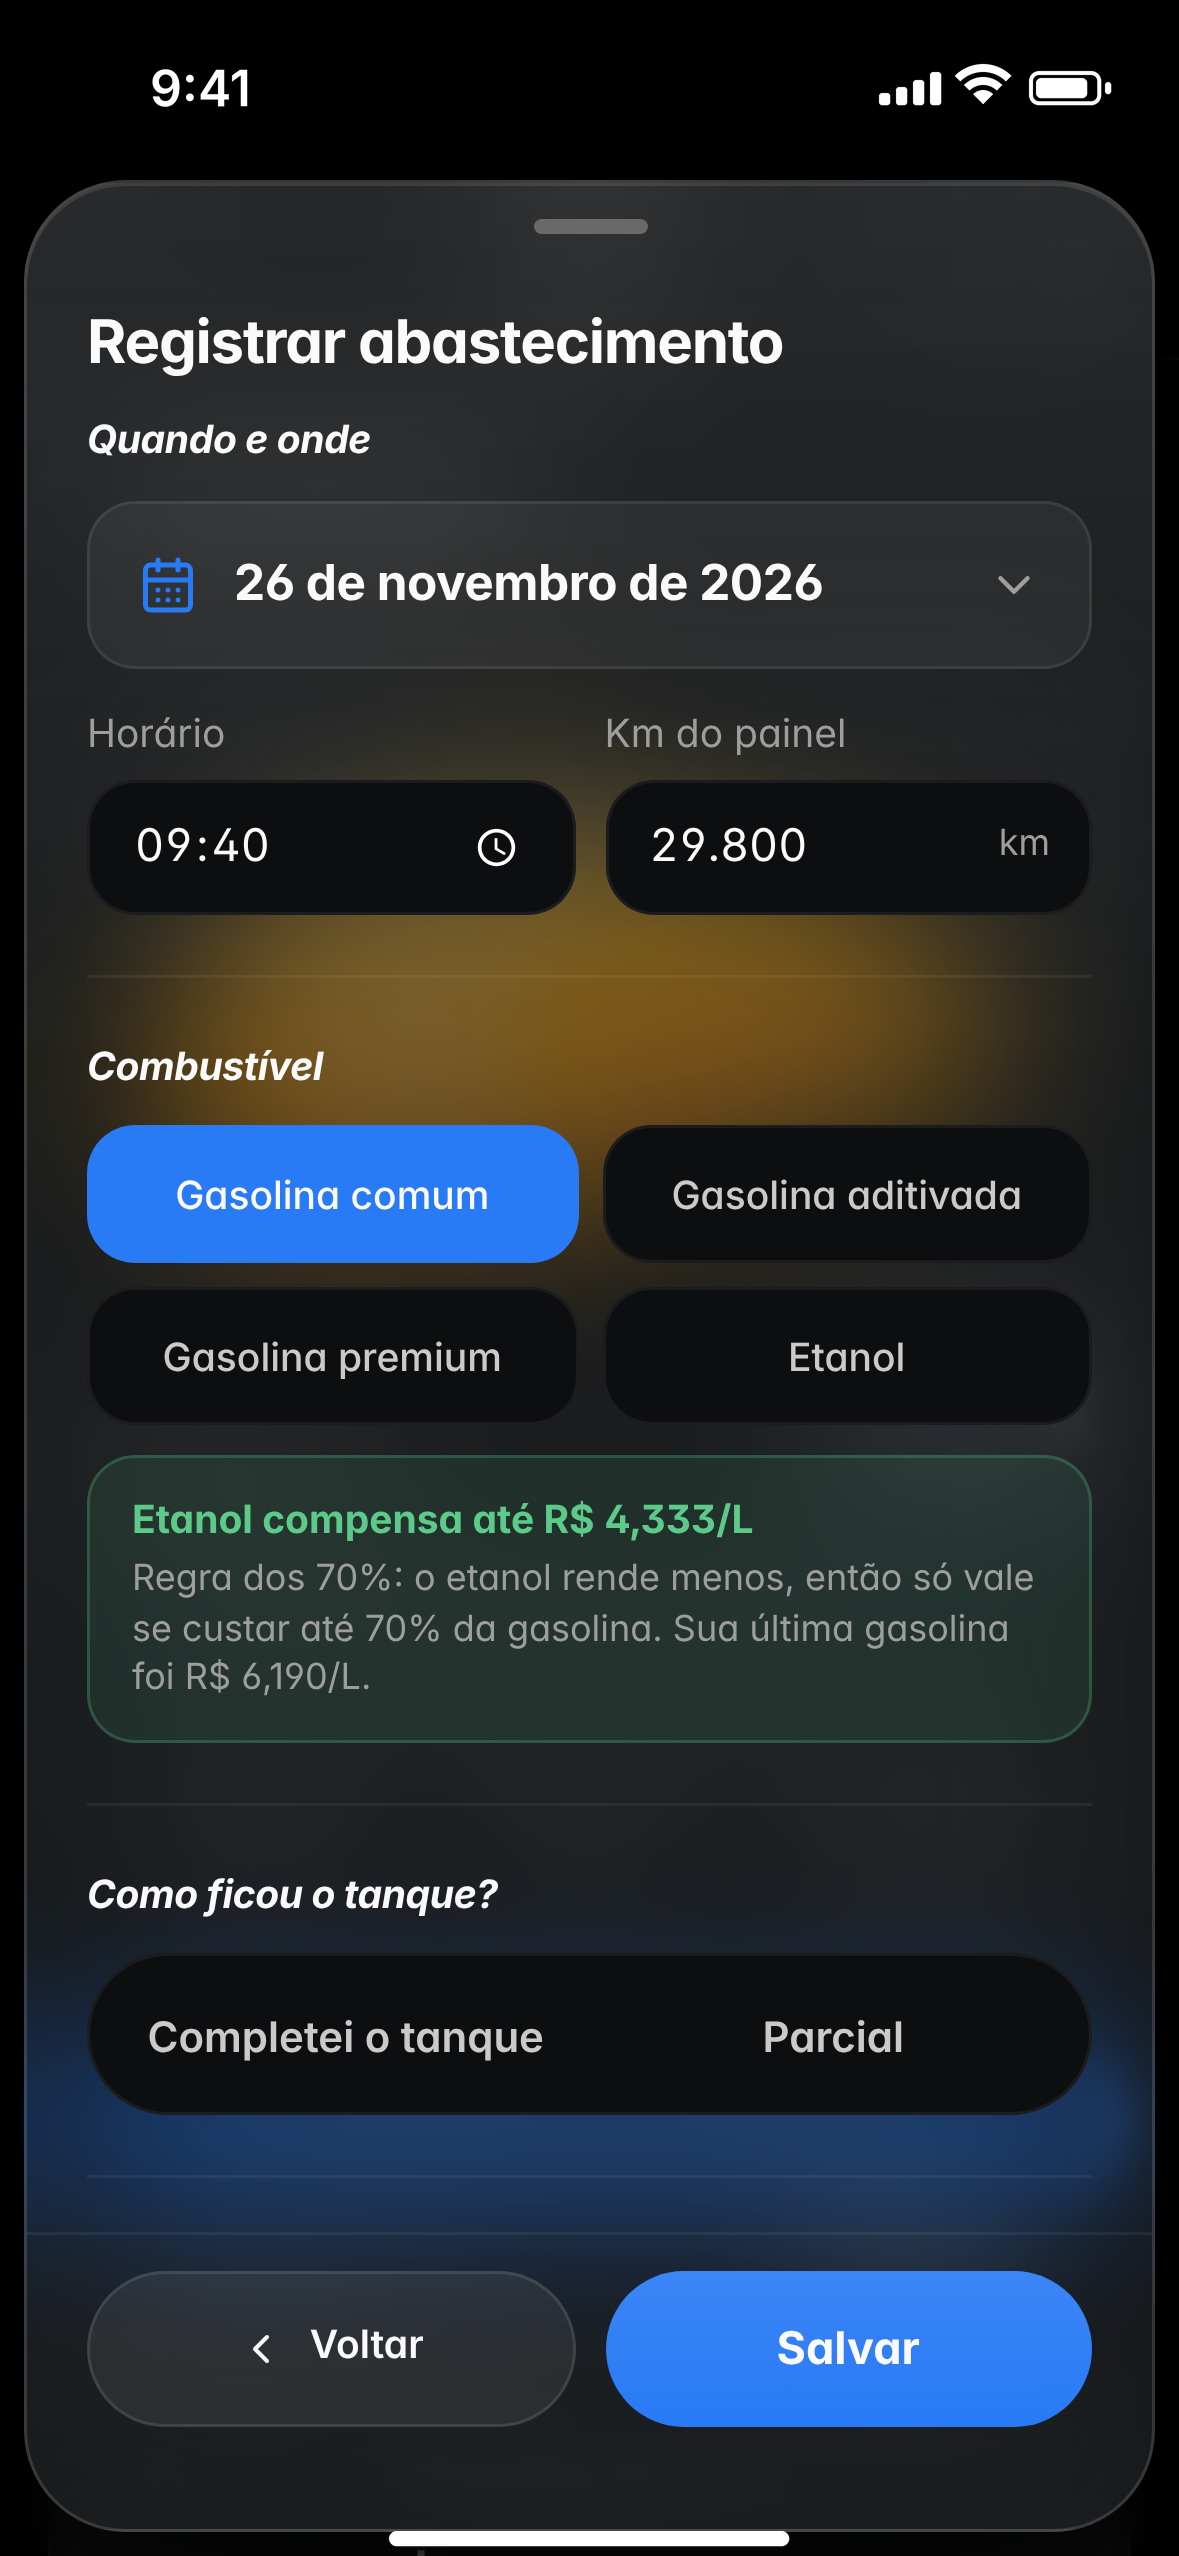 9:41
Registrar abastecimento
Quando e onde
26 de novembro de 2026
Horário
Km do painel
09:40
29.800 km
Combustível
Gasolina comum
Gasolina aditivada
Gasolina premium
Etanol
Etanol compensa até R$ 4,333/L
Regra dos 70%: o etanol rende menos, então só vale
se custar até 70% da gasolina. Sua última gasolina
foi R$ 6,190/L.
Como ficou o tanque?
Completei o tanque
Parcial
Voltar
Salvar